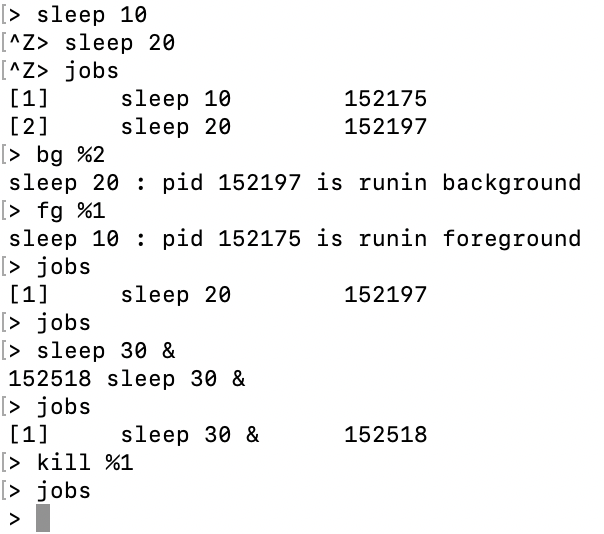 [> sleep 10
[^Z> sleep 20
[^Z> jobs
[1]     sleep 10        152175
[2]     sleep 20        152197
[> bg %2
sleep 20 : pid 152197 is runin background
[> fg %1
sleep 10 : pid 152175 is runin foreground
[> jobs
[1]     sleep 20        152197
[> jobs
[> sleep 30 &
152518 sleep 30 &
[> jobs
[1]     sleep 30 &      152518
[> kill %1
[> jobs
>